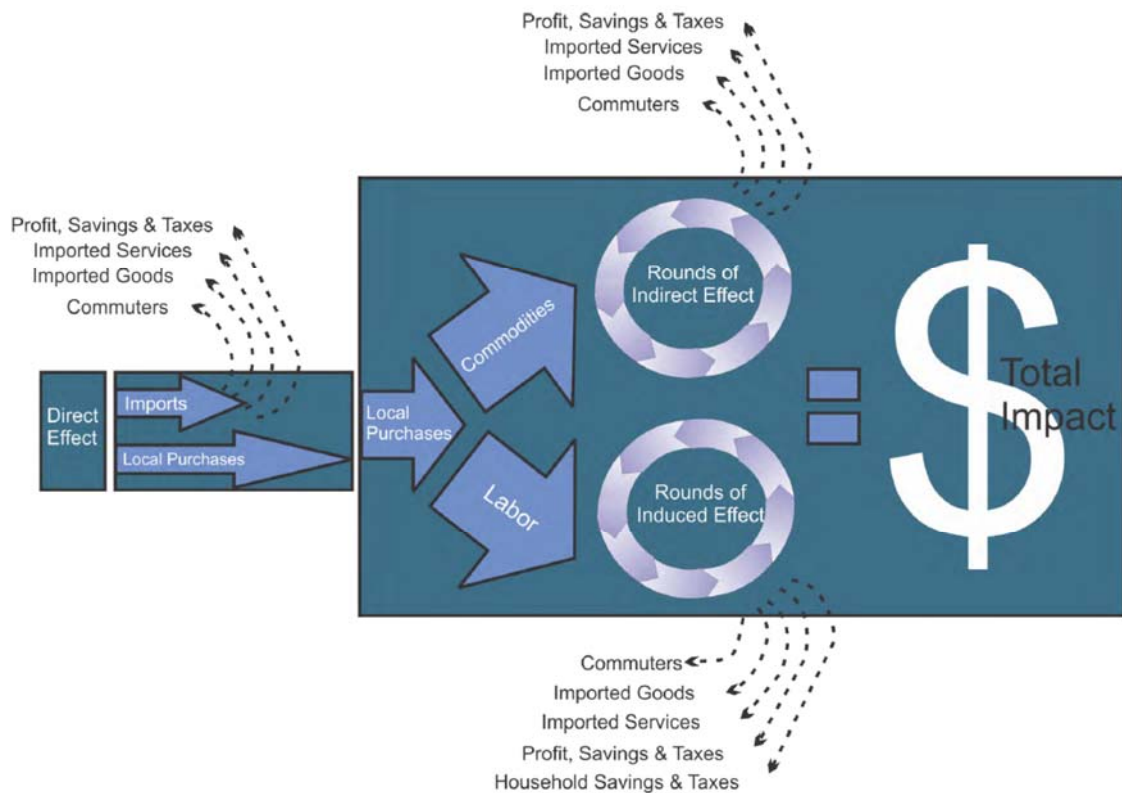 Profit, Savings & Taxes
Imported Services
Imported Goods
Commuters
Profit, Savings & Taxes
Imported Services
Imported Goods
Commuters
Direct
Effect
Imports
Local Purchases
Local
Purchases
Commodities
Labor
Rounds of
Indirect Effect
Rounds of
Induced Effect
$
Total
Impact
Commuters
Imported Goods
Imported Services
Profit, Savings & Taxes
Household Savings & Taxes